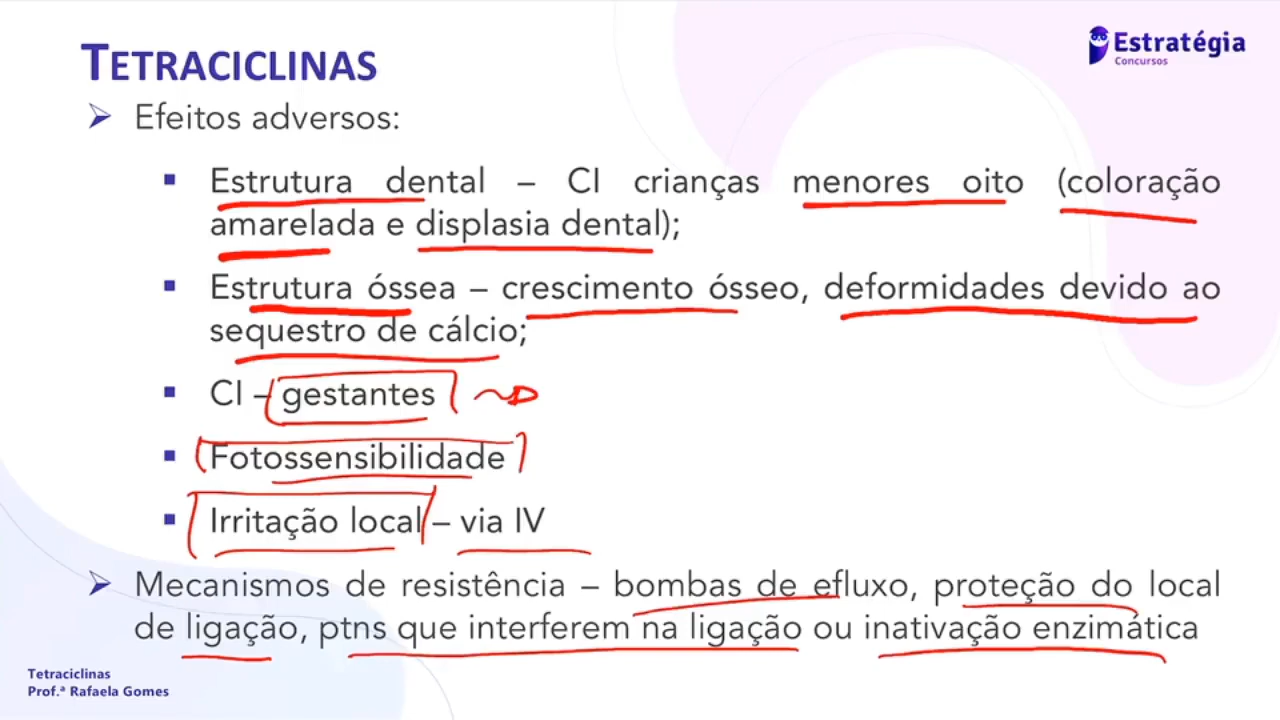 TETRACICLINAS
Estratégia
Concursos
Efeitos adversos:
Estrutura dental – CI crianças menores oito (coloração
amarelada e displasia dental);
Estrutura óssea – crescimento ósseo, deformidades devido ao
sequestro de cálcio;
CI – gestantes
Fotossensibilidade
Irritação local – via IV
Mecanismos de resistência – bombas de efluxo, proteção do local
de ligação, ptns que interferem na ligação ou inativação enzimática
Tetraciclinas
Prof.ª Rafaela Gomes